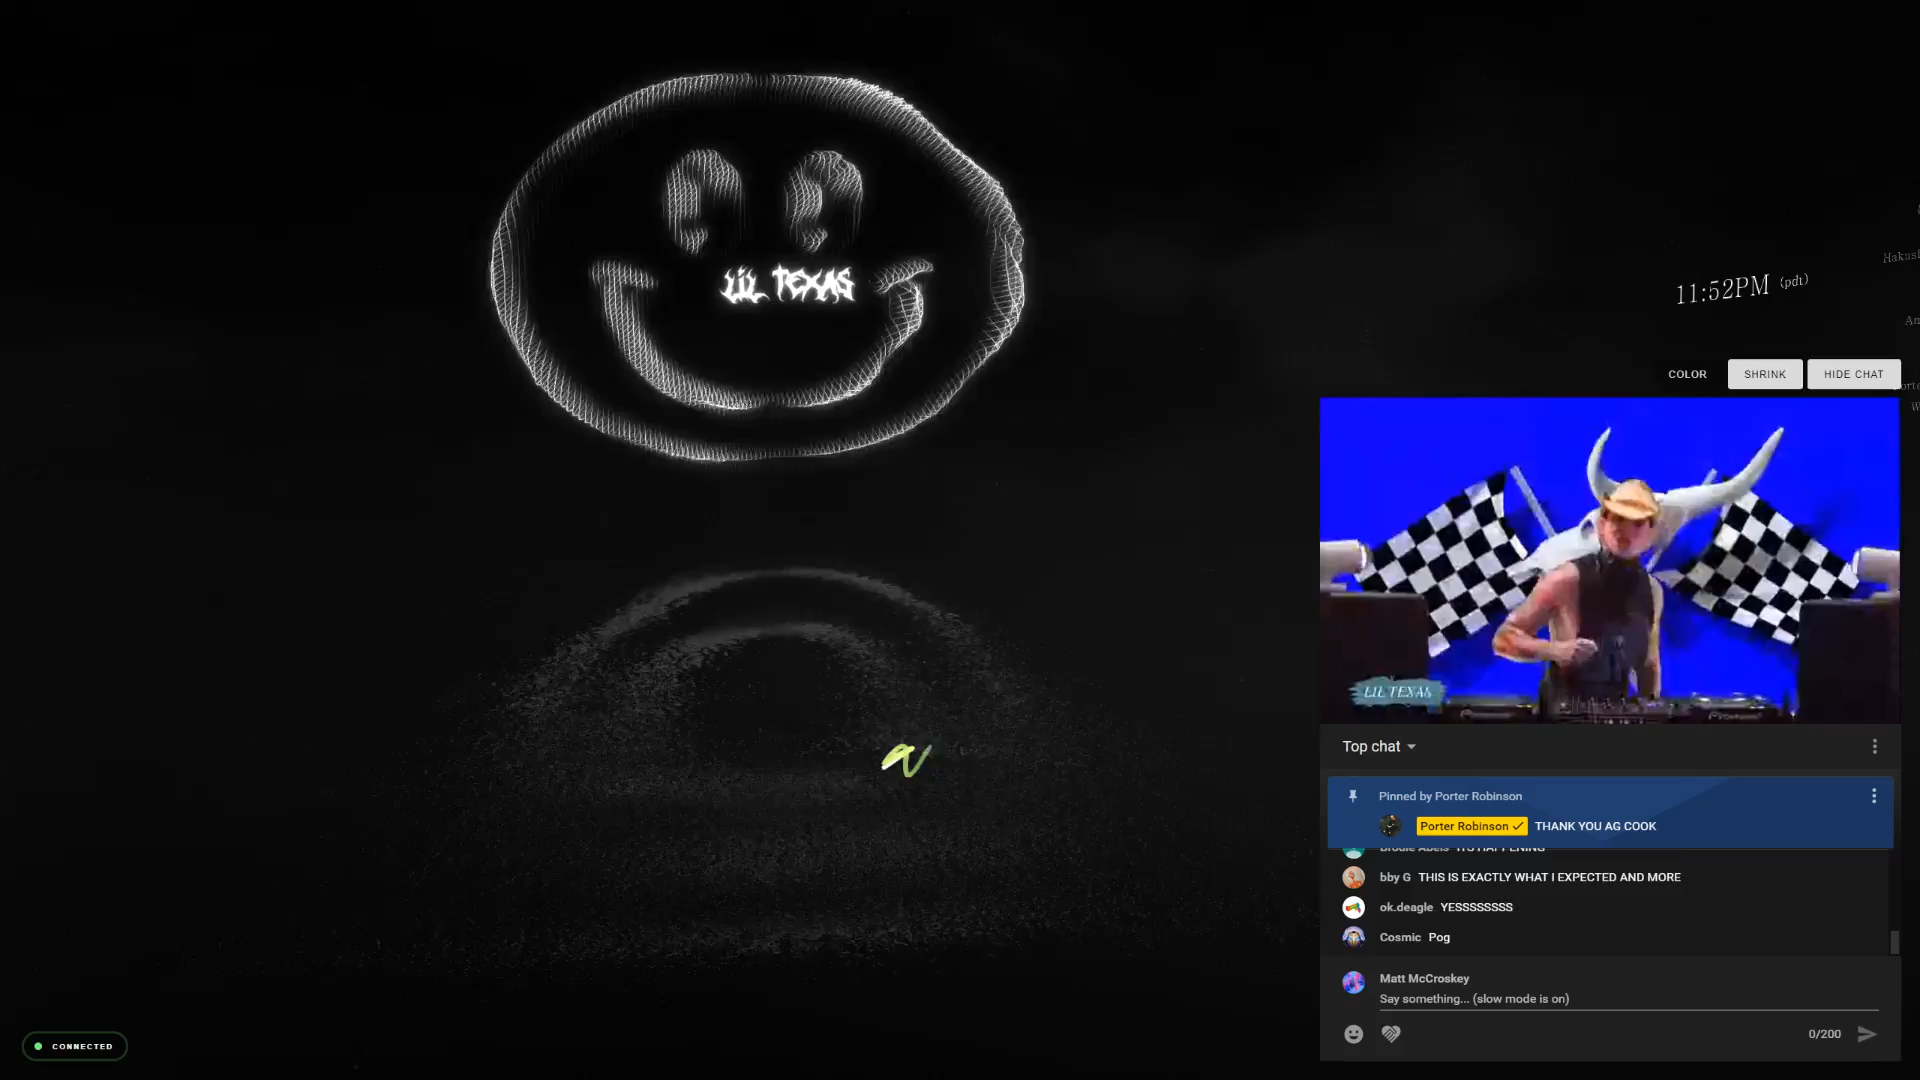 LIL TEXAS
11:52PM (pdt)
COLOR
SHRINK
HIDE CHAT
LIL TEXAS
Top chat
Pinned by Porter Robinson
Porter Robinson THANK YOU AG COOK
bby G THIS IS EXACTLY WHAT I EXPECTED AND MORE
ok.deagle YESSSSSSSS
Cosmic Pog
Matt McCroskey
Say something... (slow mode is on)
0/200
CONNECTED